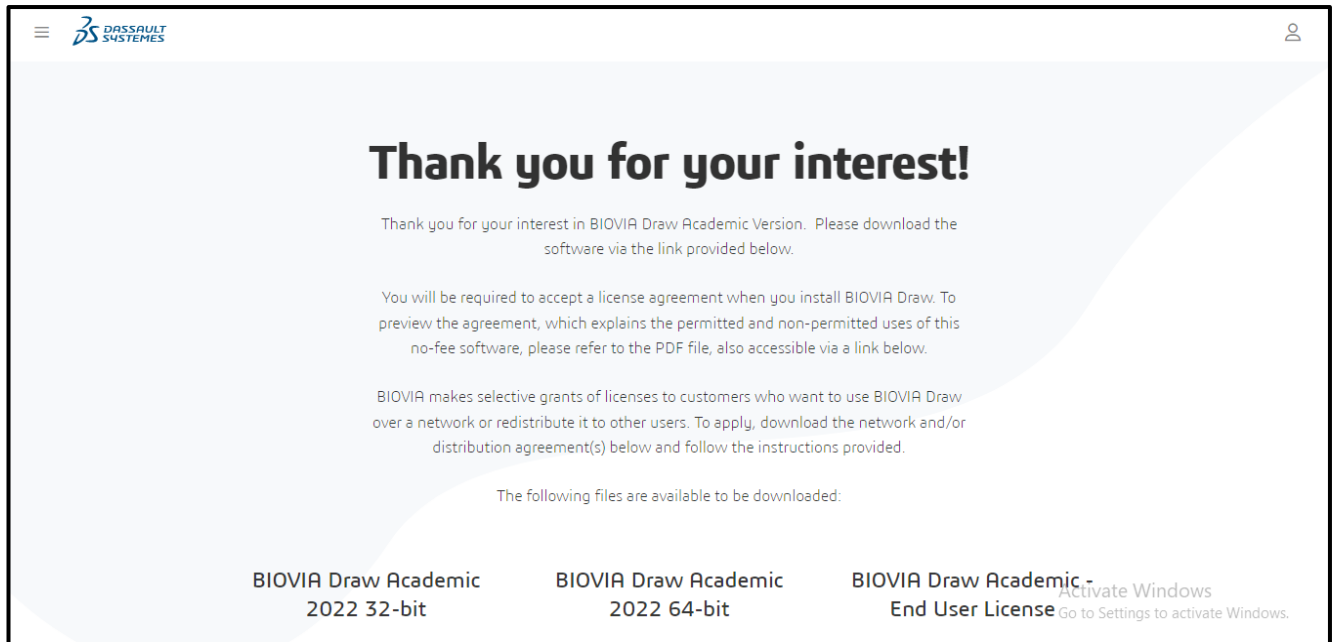 DASSAULT
SYSTEMES
Thank you for your interest!
Thank you for your interest in BIOVIA Draw Academic Version. Please download the
software via the link provided below.
You will be required to accept a license agreement when you install BIOVIA Draw. To
preview the agreement, which explains the permitted and non-permitted uses of this
no-fee software, please refer to the PDF file, also accessible via a link below.
BIOVIA makes selective grants of licenses to customers who want to use BIOVIA Draw
over a network or redistribute it to other users. To apply, download the network and/or
distribution agreement(s) below and follow the instructions provided.
The following files are available to be downloaded:
BIOVIA Draw Academic
2022 32-bit
BIOVIA Draw Academic
2022 64-bit
BIOVIA Draw Academic -
End User License
Activate Windows
Go to Settings to activate Windows.